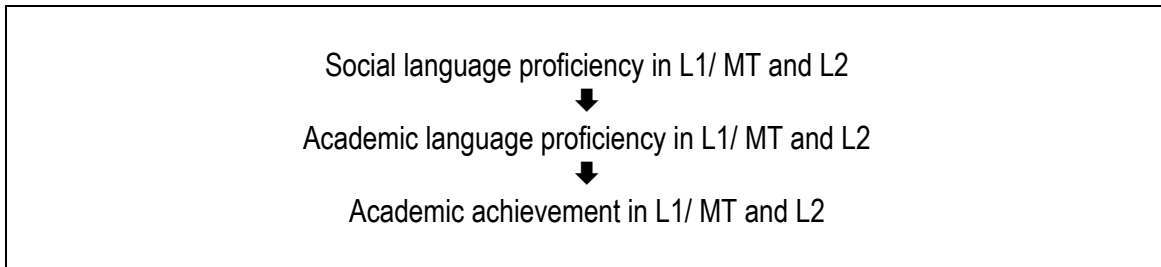 Social language proficiency in L1/ MT and L2
Academic language proficiency in L1/ MT and L2
Academic achievement in L1/ MT and L2